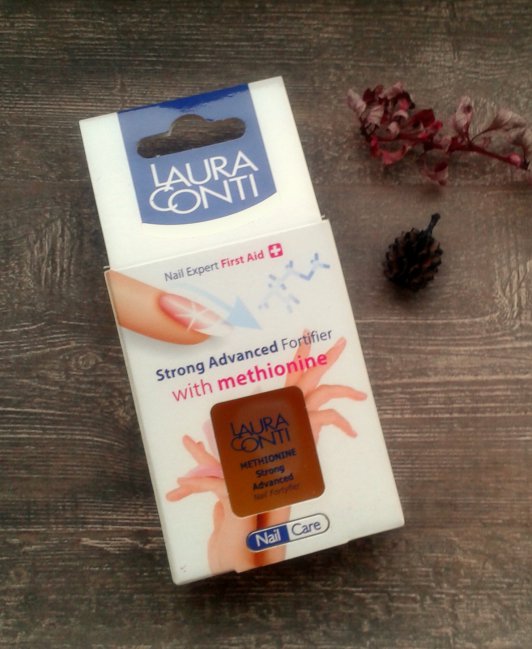 LAURA
CONTI
Nail Expert First Aid
Strong Advanced Fortifier
with methionine
LAURA
CONTI
METHIONINE
Strong
Advanced
Nail Fortyfier
Nail Care